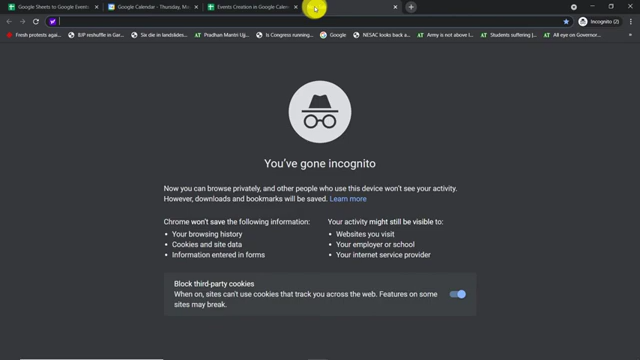 Google Sheets to Google Events
Google Calendar - Thursday, M
Events Creation in Google Calen
Incognito (2)
Fresh protests agai..
BJP reshuffle in Gar...
Six die in landslides...
Pradhan Mantri Ujj...
Is Congress running...
Google
NESAC looks back a...
Army is not above l...
Students suffering j...
All eye on Governor...
You've gone incognito
Now you can browse privately, and other people who use this device won't see your activity.
However, downloads and bookmarks will be saved. Learn more
Chrome won't save the following information:
• Your browsing history
• Cookies and site data
• Information entered in forms
Your activity might still be visible to:
• Websites you visit
• Your employer or school
• Your internet service provider
Block third-party cookies
When on, sites can't use cookies that track you across the web. Features on some
sites may break.